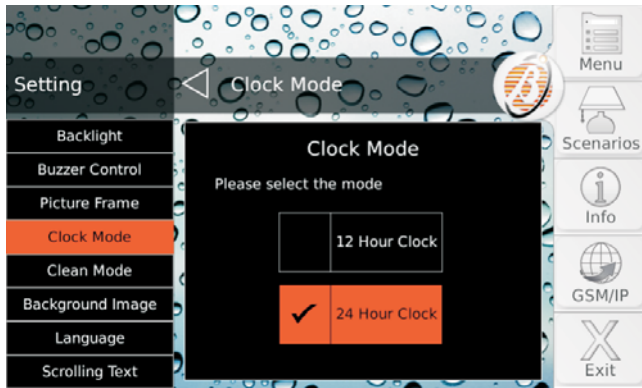 Setting
Clock Mode
Backlight
Buzzer Control
Picture Frame
Clock Mode
Clean Mode
Background Image
Language
Scrolling Text
Clock Mode
Please select the mode
12 Hour Clock
24 Hour Clock
Menu
Scenarios
Info
GSM/IP
Exit